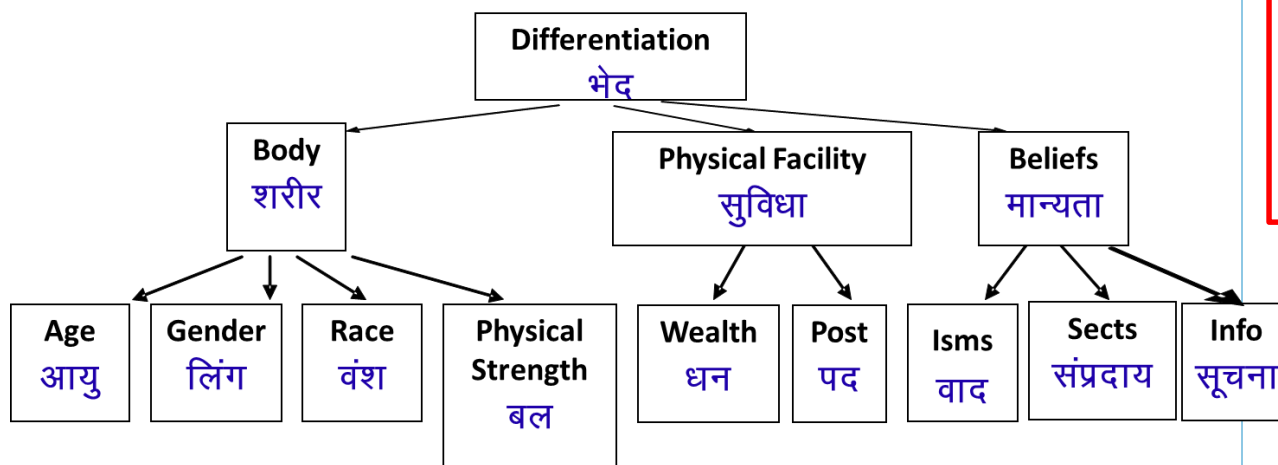 Differentiation
भेद
Body
शरीर
Physical Facility
सुविधा
Beliefs
मान्यता
Age
आयु
Gender
लिंग
Race
वंश
Physical
Strength
बल
Wealth
धन
Post
पद
Isms
वाद
Sects
संप्रदाय
Info
सूचना